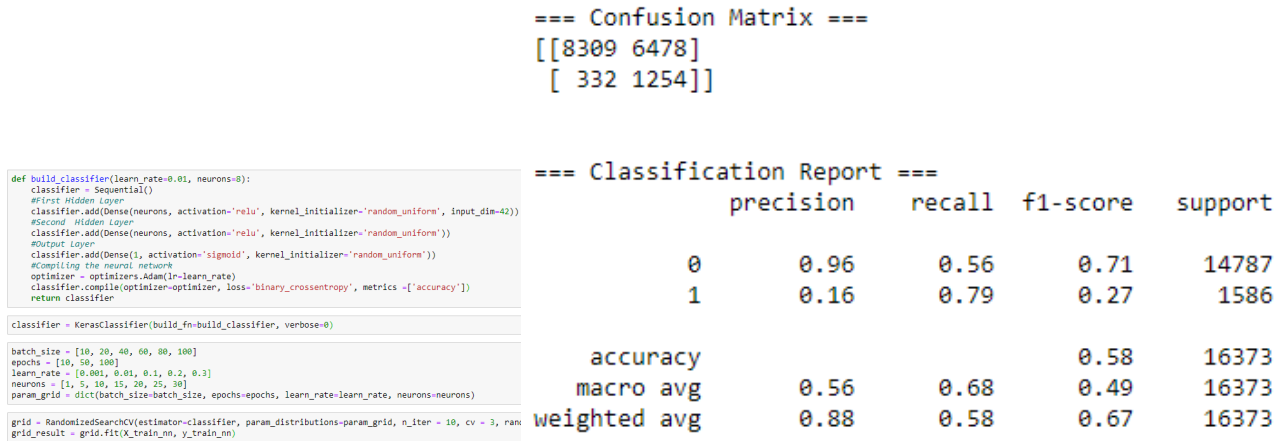 === Confusion Matrix ===
[[8309 6478]
 [ 332 1254]]
=== Classification Report ===
precision recall f1-score support
0 0.96 0.56 0.71 14787
1 0.16 0.79 0.27 1586
accuracy 0.58 16373
macro avg 0.56 0.68 0.49 16373
weighted avg 0.88 0.58 0.67 16373
def build_classifier(learn_rate=0.01, neurons=8):
    classifier = Sequential()
    #First Hidden Layer
    classifier.add(Dense(neurons, activation='relu', kernel_initializer='random_uniform', input_dim=42))
    #Second  Hidden Layer
    classifier.add(Dense(neurons, activation='relu', kernel_initializer='random_uniform'))
    #Output Layer
    classifier.add(Dense(1, activation='sigmoid', kernel_initializer='random_uniform'))
    #Compiling the neural network
    optimizer = optimizers.Adam(lr=learn_rate)
    classifier.compile(optimizer=optimizer, loss='binary_crossentropy', metrics =['accuracy'])
    return classifier
classifier = KerasClassifier(build_fn=build_classifier, verbose=0)
batch_size = [10, 20, 40, 60, 80, 100]
epochs = [10, 50, 100]
learn_rate = [0.001, 0.01, 0.1, 0.2, 0.3]
neurons = [1, 5, 10, 15, 20, 25, 30]
param_grid = dict(batch_size=batch_size, epochs=epochs, learn_rate=learn_rate, neurons=neurons)
grid = RandomizedSearchCV(estimator=classifier, param_distributions=param_grid, n_iter = 10, cv = 3,
grid_result = grid.fit(X_train_nn, y_train_nn)